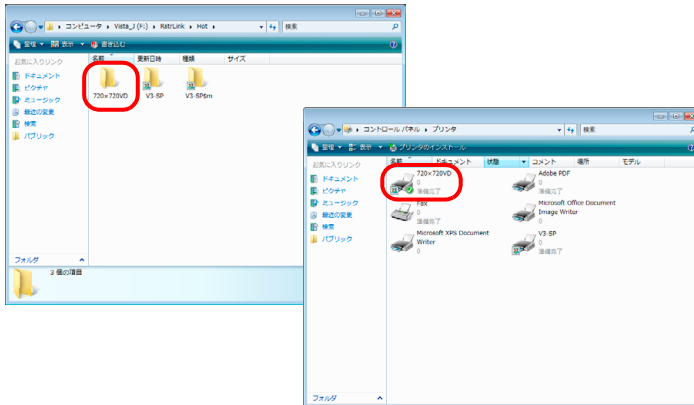 コンピュータ ▸ Vista_J (F:) ▸ RstrLink ▸ Hot ▸
検索
整理 表示 書き込む
お気に入りリンク
ドキュメント
ピクチャ
ミュージック
最近の変更
検索
パブリック
フォルダ
名前 更新日時 種類 サイズ
720×720VD V3-SP V3-SP$m
3 個の項目
コントロール パネル ▸ プリンタ
検索
整理 表示 プリンタのインストール
お気に入りリンク
ドキュメント
ピクチャ
ミュージック
最近の変更
検索
パブリック
フォルダ
名前 ドキュメント 状態 コメント 場所 モデル
720×720VD
0
準備完了
Adobe PDF
0
準備完了
Fax
0
準備完了
Microsoft Office Document
Image Writer
0
Microsoft XPS Document
Writer
0
V3-SP
0
準備完了